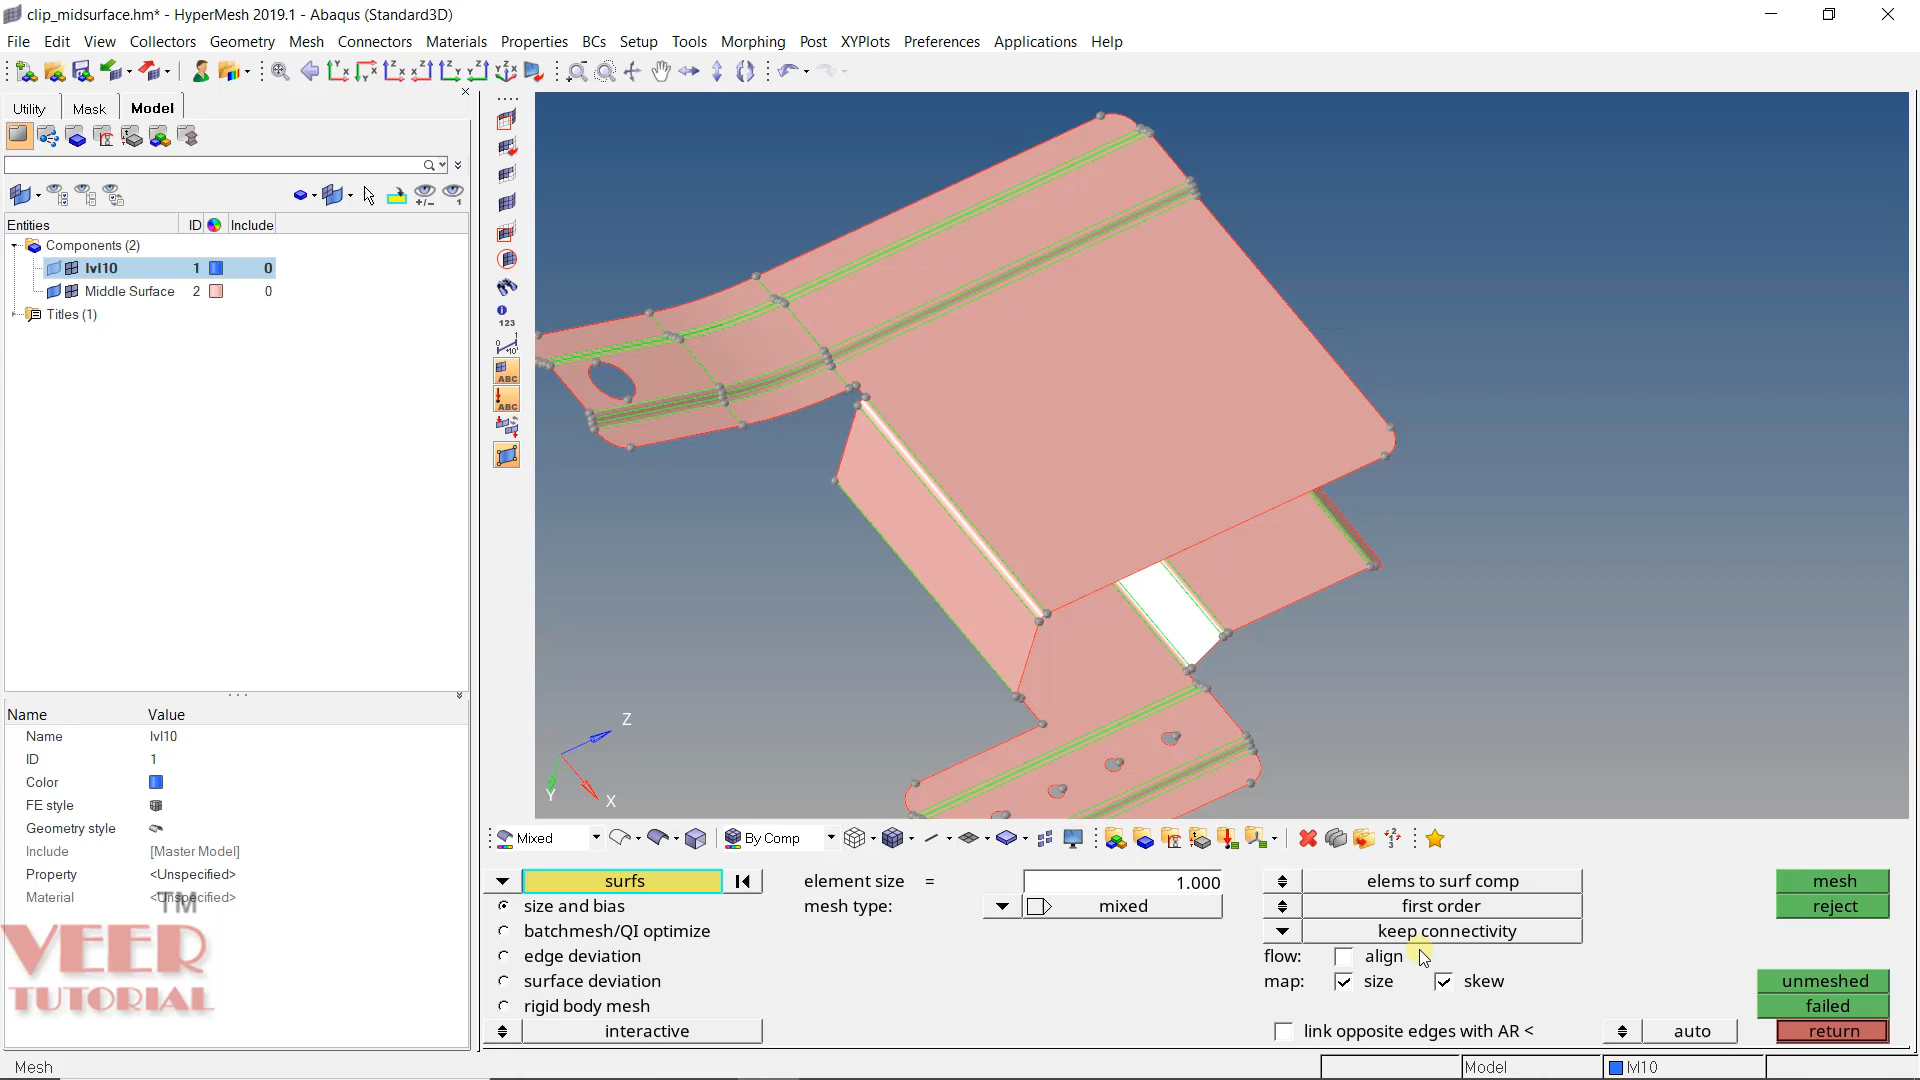 clip_midsurface.hm* - HyperMesh 2019.1 - Abaqus (Standard3D)
File Edit View Collectors Geometry Mesh Connectors Materials Properties BCs Setup Tools Morphing Post XYPlots Preferences Applications Help
Utility Mask Model
Entities ID Include
Components (2)
lvl10 1 0
Middle Surface 2 0
Titles (1)
Name Value
Name lvl10
ID 1
Color
FE style
Geometry style
Include [Master Model]
Property <Unspecified>
Material <Unspecified>
TM
VEER
TUTORIAL
123
ABC
ABC
Z
Y
X
Mixed By Comp
surfs element size = 1.000 elems to surf comp mesh
size and bias mesh type: mixed first order reject
batchmesh/QI optimize keep connectivity
edge deviation flow: align
surface deviation map: size skew unmeshed
rigid body mesh failed
interactive link opposite edges with AR < auto return
Mesh Model lvl10